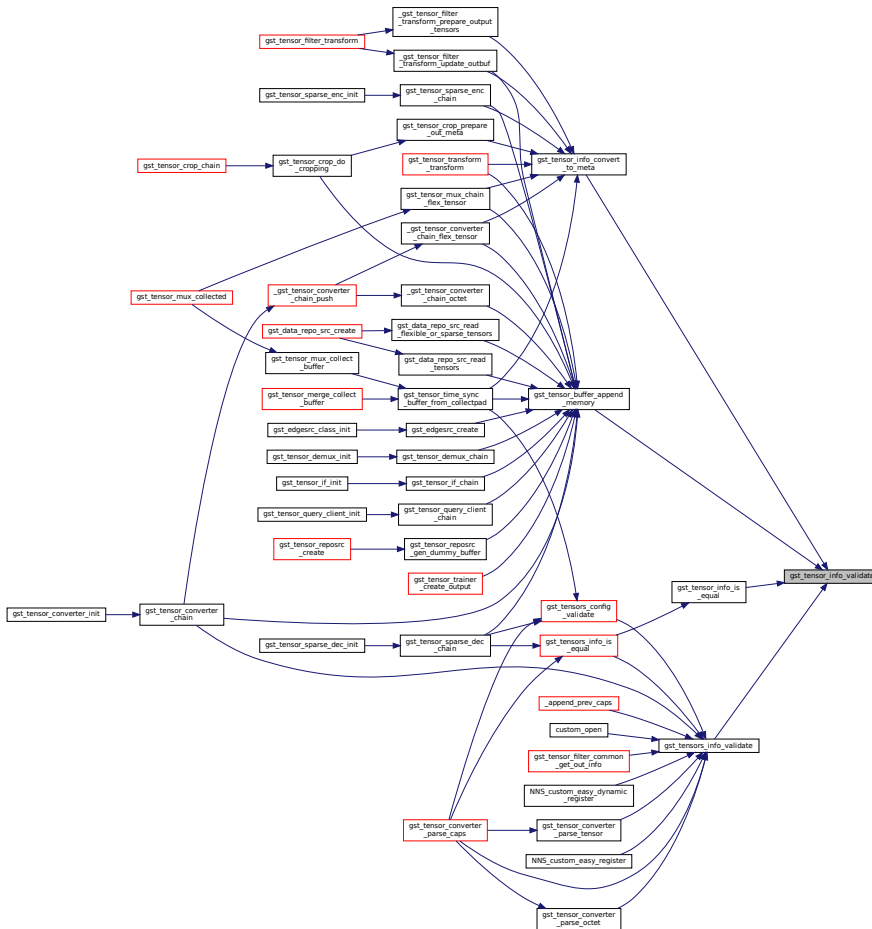 _gst_tensor_filter
_transform_prepare_output
_tensors
gst_tensor_filter_transform
_gst_tensor_filter
_transform_update_outbuf
gst_tensor_sparse_enc_init
gst_tensor_sparse_enc
_chain
gst_tensor_crop_prepare
_out_meta
gst_tensor_crop_chain
gst_tensor_crop_do
_cropping
gst_tensor_transform
_transform
gst_tensor_info_convert
_to_meta
gst_tensor_mux_chain
_flex_tensor
_gst_tensor_converter
_chain_flex_tensor
gst_tensor_mux_collected
_gst_tensor_converter
_chain_push
_gst_tensor_converter
_chain_octet
gst_data_repo_src_create
gst_data_repo_src_read
_flexible_or_sparse_tensors
gst_tensor_mux_collect
_buffer
gst_data_repo_src_read
_tensors
gst_tensor_merge_collect
_buffer
gst_tensor_time_sync
_buffer_from_collectpad
gst_tensor_buffer_append
_memory
gst_edgesrc_class_init
gst_edgesrc_create
gst_tensor_demux_init
gst_tensor_demux_chain
gst_tensor_if_init
gst_tensor_if_chain
gst_tensor_query_client_init
gst_tensor_query_client
_chain
gst_tensor_reposrc
_create
gst_tensor_reposrc
_gen_dummy_buffer
gst_tensor_trainer
_create_output
gst_tensor_info_validate
gst_tensor_info_is
_equal
gst_tensor_converter_init
gst_tensor_converter
_chain
gst_tensors_config
_validate
gst_tensor_sparse_dec_init
gst_tensor_sparse_dec
_chain
gst_tensors_info_is
_equal
_append_prev_caps
custom_open
gst_tensors_info_validate
gst_tensor_filter_common
_get_out_info
NNS_custom_easy_dynamic
_register
gst_tensor_converter
_parse_caps
gst_tensor_converter
_parse_tensor
NNS_custom_easy_register
gst_tensor_converter
_parse_octet